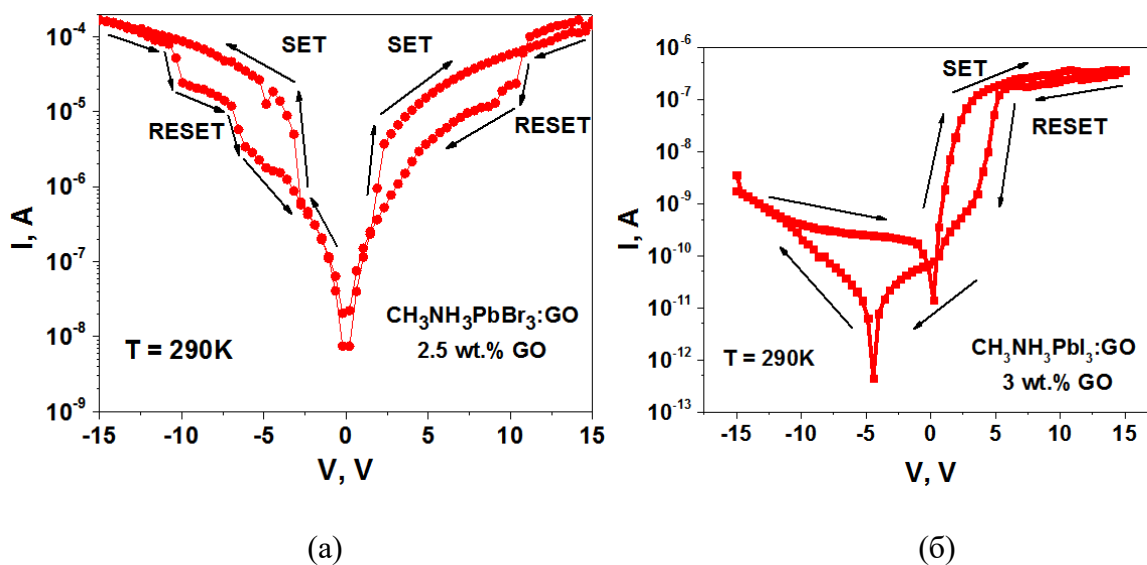 10⁻⁴
10⁻⁵
10⁻⁶
10⁻⁷
10⁻⁸
10⁻⁹
I, A
SET
SET
RESET
RESET
T = 290K
CH₃NH₃PbBr₃:GO
2.5 wt.% GO
-15 -10 -5 0 5 10 15
V, V
(а)
10⁻⁶
10⁻⁷
10⁻⁸
10⁻⁹
10⁻¹⁰
10⁻¹¹
10⁻¹²
10⁻¹³
I, A
SET
RESET
T = 290K
CH₃NH₃PbI₃:GO
3 wt.% GO
-15 -10 -5 0 5 10 15
V, V
(б)